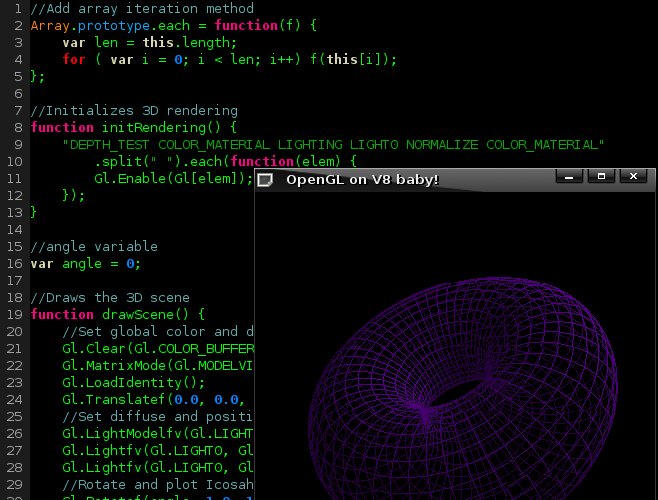 1 //Add array iteration method
2 Array.prototype.each = function(f) {
3 var len = this.length;
4 for ( var i = 0; i < len; i++) f(this[i]);
5 };
6
7 //Initializes 3D rendering
8 function initRendering() {
9 "DEPTH_TEST COLOR_MATERIAL LIGHTING LIGHT0 NORMALIZE COLOR_MATERIAL"
10 .split(" ").each(function(elem) {
11 Gl.Enable(Gl[elem]);
OpenGL on V8 baby!
12 });
13 }
14
15 //angle variable
16 var angle = 0;
17
18 //Draws the 3D scene
19 function drawScene() {
20 //Set global color and d
21 Gl.Clear(Gl.COLOR_BUFFER
22 Gl.MatrixMode(Gl.MODELVI
23 Gl.LoadIdentity();
24 Gl.Translatef(0.0, 0.0,
25 //Set diffuse and positi
26 Gl.LightModelfv(Gl.LIGHT
27 Gl.Lightfv(Gl.LIGHT0, Gl
28 Gl.Lightfv(Gl.LIGHT0, Gl
29 //Rotate and plot Icosah